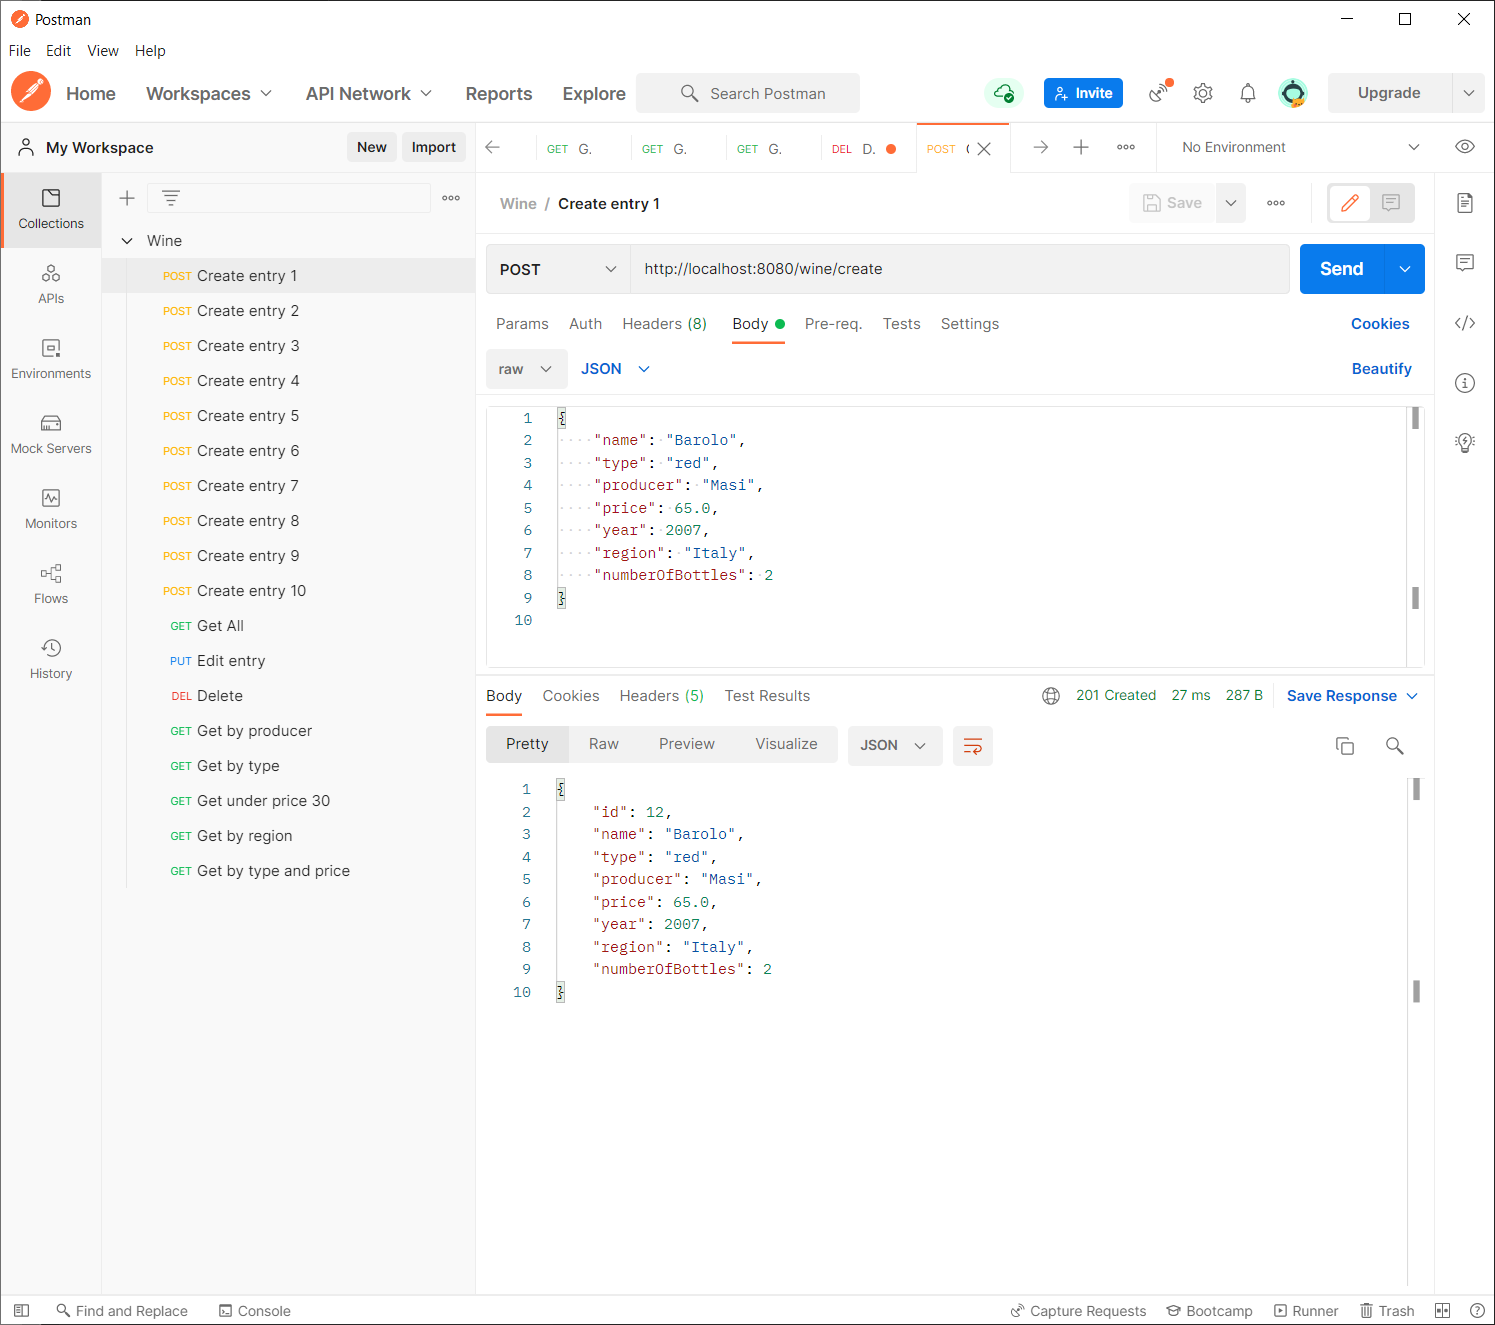 Postman
File Edit View Help
Home Workspaces API Network Reports Explore Search Postman Invite Upgrade
My Workspace New Import GET G. GET G. GET G. DEL D. POST No Environment
Collections
APIs
Environments
Mock Servers
Monitors
Flows
History
Wine
POST Create entry 1
POST Create entry 2
POST Create entry 3
POST Create entry 4
POST Create entry 5
POST Create entry 6
POST Create entry 7
POST Create entry 8
POST Create entry 9
POST Create entry 10
GET Get All
PUT Edit entry
DEL Delete
GET Get by producer
GET Get by type
GET Get under price 30
GET Get by region
GET Get by type and price
Wine / Create entry 1 Save
POST http://localhost:8080/wine/create Send
Params Auth Headers (8) Body Pre-req. Tests Settings Cookies
raw JSON Beautify
1 {
2 "name": "Barolo",
3 "type": "red",
4 "producer": "Masi",
5 "price": 65.0,
6 "year": 2007,
7 "region": "Italy",
8 "numberOfBottles": 2
9 }
10
Body Cookies Headers (5) Test Results 201 Created 27 ms 287 B Save Response
Pretty Raw Preview Visualize JSON
1 {
2 "id": 12,
3 "name": "Barolo",
4 "type": "red",
5 "producer": "Masi",
6 "price": 65.0,
7 "year": 2007,
8 "region": "Italy",
9 "numberOfBottles": 2
10 }
Find and Replace Console Capture Requests Bootcamp Runner Trash